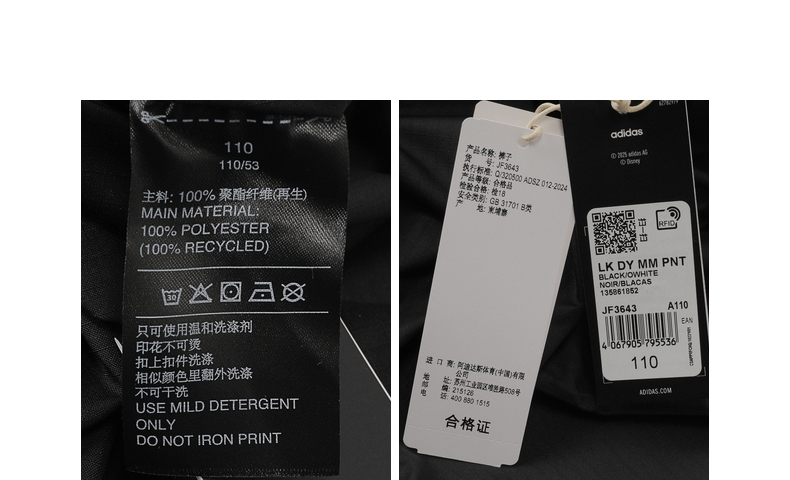 110
110/53
主料: 100% 聚酯纤维(再生)
MAIN MATERIAL:
100% POLYESTER
(100% RECYCLED)
30
只可使用温和洗涤剂
印花不可烫
扣上扣件洗涤
相似颜色里翻外洗涤
不可干洗
USE MILD DETERGENT
ONLY
DO NOT IRON PRINT
产品名称: 裤子
货 号: JF3643
执行标准: Q/320500 ADSZ 012-2024
产品等级: 合格品
检验合格: 检18
安全类别: GB 31701 B类
产 地: 柬埔寨
进 口 商: 阿迪达斯体育(中国)有限
公司
地 址: 苏州工业园区唯胜路508号
邮 编: 215126
电 话: 400 880 1515
合格证
adidas
© 2025 adidas AG
© Disney
RFID
LK DY MM PNT
BLACK/OWHITE
NOIR/BLACAS
135861852
JF3643 A110
EAN
4 067905 795536
110
ADIDAS.COM